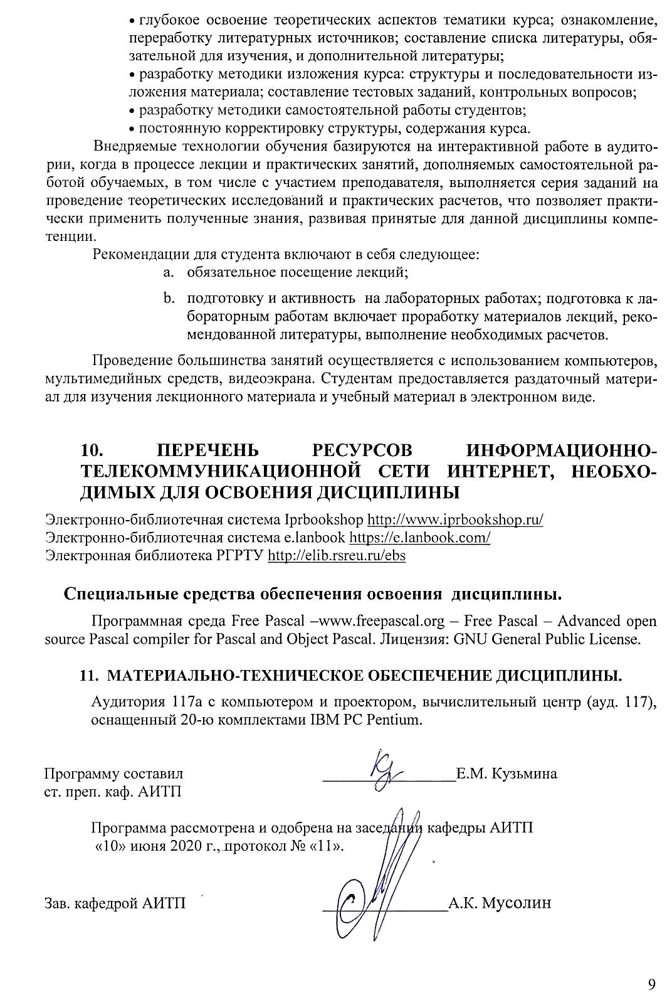 • глубокое освоение теоретических аспектов тематики курса; ознакомление,
переработку литературных источников; составление списка литературы, обя-
зательной для изучения, и дополнительной литературы;
• разработку методики изложения курса: структуры и последовательности из-
ложения материала; составление тестовых заданий, контрольных вопросов;
• разработку методики самостоятельной работы студентов;
• постоянную корректировку структуры, содержания курса.
Внедряемые технологии обучения базируются на интерактивной работе в аудито-
рии, когда в процессе лекции и практических занятий, дополняемых самостоятельной ра-
ботой обучаемых, в том числе с участием преподавателя, выполняется серия заданий на
проведение теоретических исследований и практических расчетов, что позволяет практи-
чески применить полученные знания, развивая принятые для данной дисциплины компе-
тенции.
Рекомендации для студента включают в себя следующее:
a. обязательное посещение лекций;
b. подготовку и активность на лабораторных работах; подготовка к ла-
бораторным работам включает проработку материалов лекций, реко-
мендованной литературы, выполнение необходимых расчетов.
Проведение большинства занятий осуществляется с использованием компьютеров,
мультимедийных средств, видеоэкрана. Студентам предоставляется раздаточный матери-
ал для изучения лекционного материала и учебный материал в электронном виде.
10. ПЕРЕЧЕНЬ РЕСУРСОВ ИНФОРМАЦИОННО-
ТЕЛЕКОММУНИКАЦИОННОЙ СЕТИ ИНТЕРНЕТ, НЕОБХО-
ДИМЫХ ДЛЯ ОСВОЕНИЯ ДИСЦИПЛИНЫ
Электронно-библиотечная система Iprbookshop http://www.iprbookshop.ru/
Электронно-библиотечная система e.lanbook https://e.lanbook.com/
Электронная библиотека РГРТУ http://elib.rsreu.ru/ebs
Специальные средства обеспечения освоения дисциплины.
Программная среда Free Pascal –www.freepascal.org – Free Pascal – Advanced open
source Pascal compiler for Pascal and Object Pascal. Лицензия: GNU General Public License.
11. МАТЕРИАЛЬНО-ТЕХНИЧЕСКОЕ ОБЕСПЕЧЕНИЕ ДИСЦИПЛИНЫ.
Аудитория 117а с компьютером и проектором, вычислительный центр (ауд. 117),
оснащенный 20-ю комплектами IBM PC Pentium.
Программу составил ________________Е.М. Кузьмина
ст. преп. каф. АИТП
Программа рассмотрена и одобрена на заседании кафедры АИТП
«10» июня 2020 г., протокол № «11».
Зав. кафедрой АИТП _______________А.К. Мусолин
9